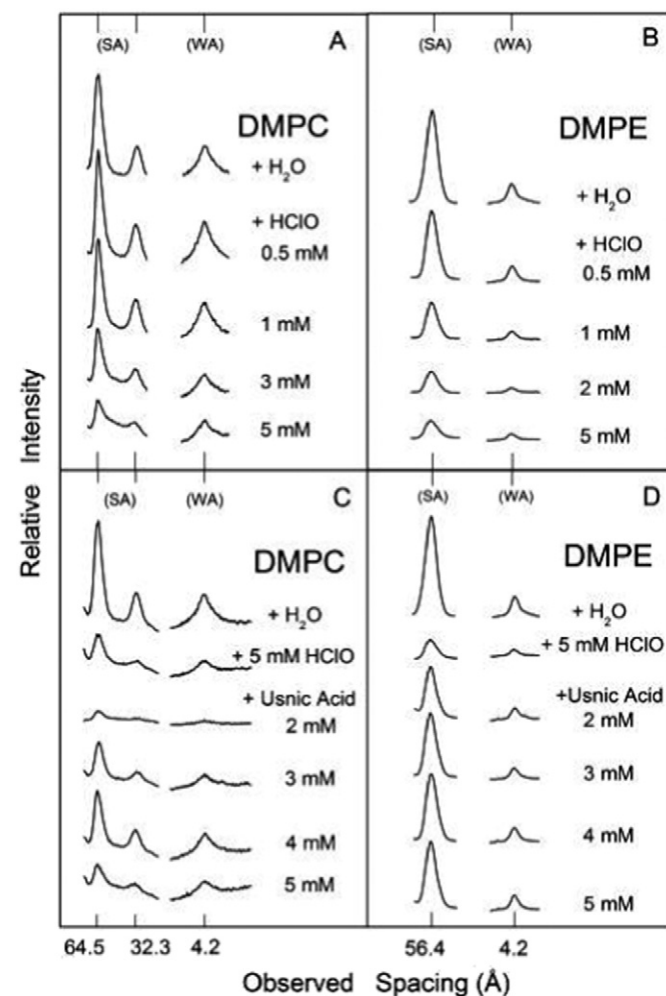 A
(SA) (WA)
DMPC
+ H₂O
+ HClO
0.5 mM
1 mM
3 mM
5 mM
B
(SA) (WA)
DMPE
+ H₂O
+ HClO
0.5 mM
1 mM
2 mM
5 mM
Relative Intensity
C
(SA) (WA)
DMPC
+ H₂O
+ 5 mM HClO
+ Usnic Acid
2 mM
3 mM
4 mM
5 mM
D
(SA) (WA)
DMPE
+ H₂O
+ 5 mM HClO
+Usnic Acid
2 mM
3 mM
4 mM
5 mM
64.5 32.3 4.2 56.4 4.2
Observed Spacing (Å)